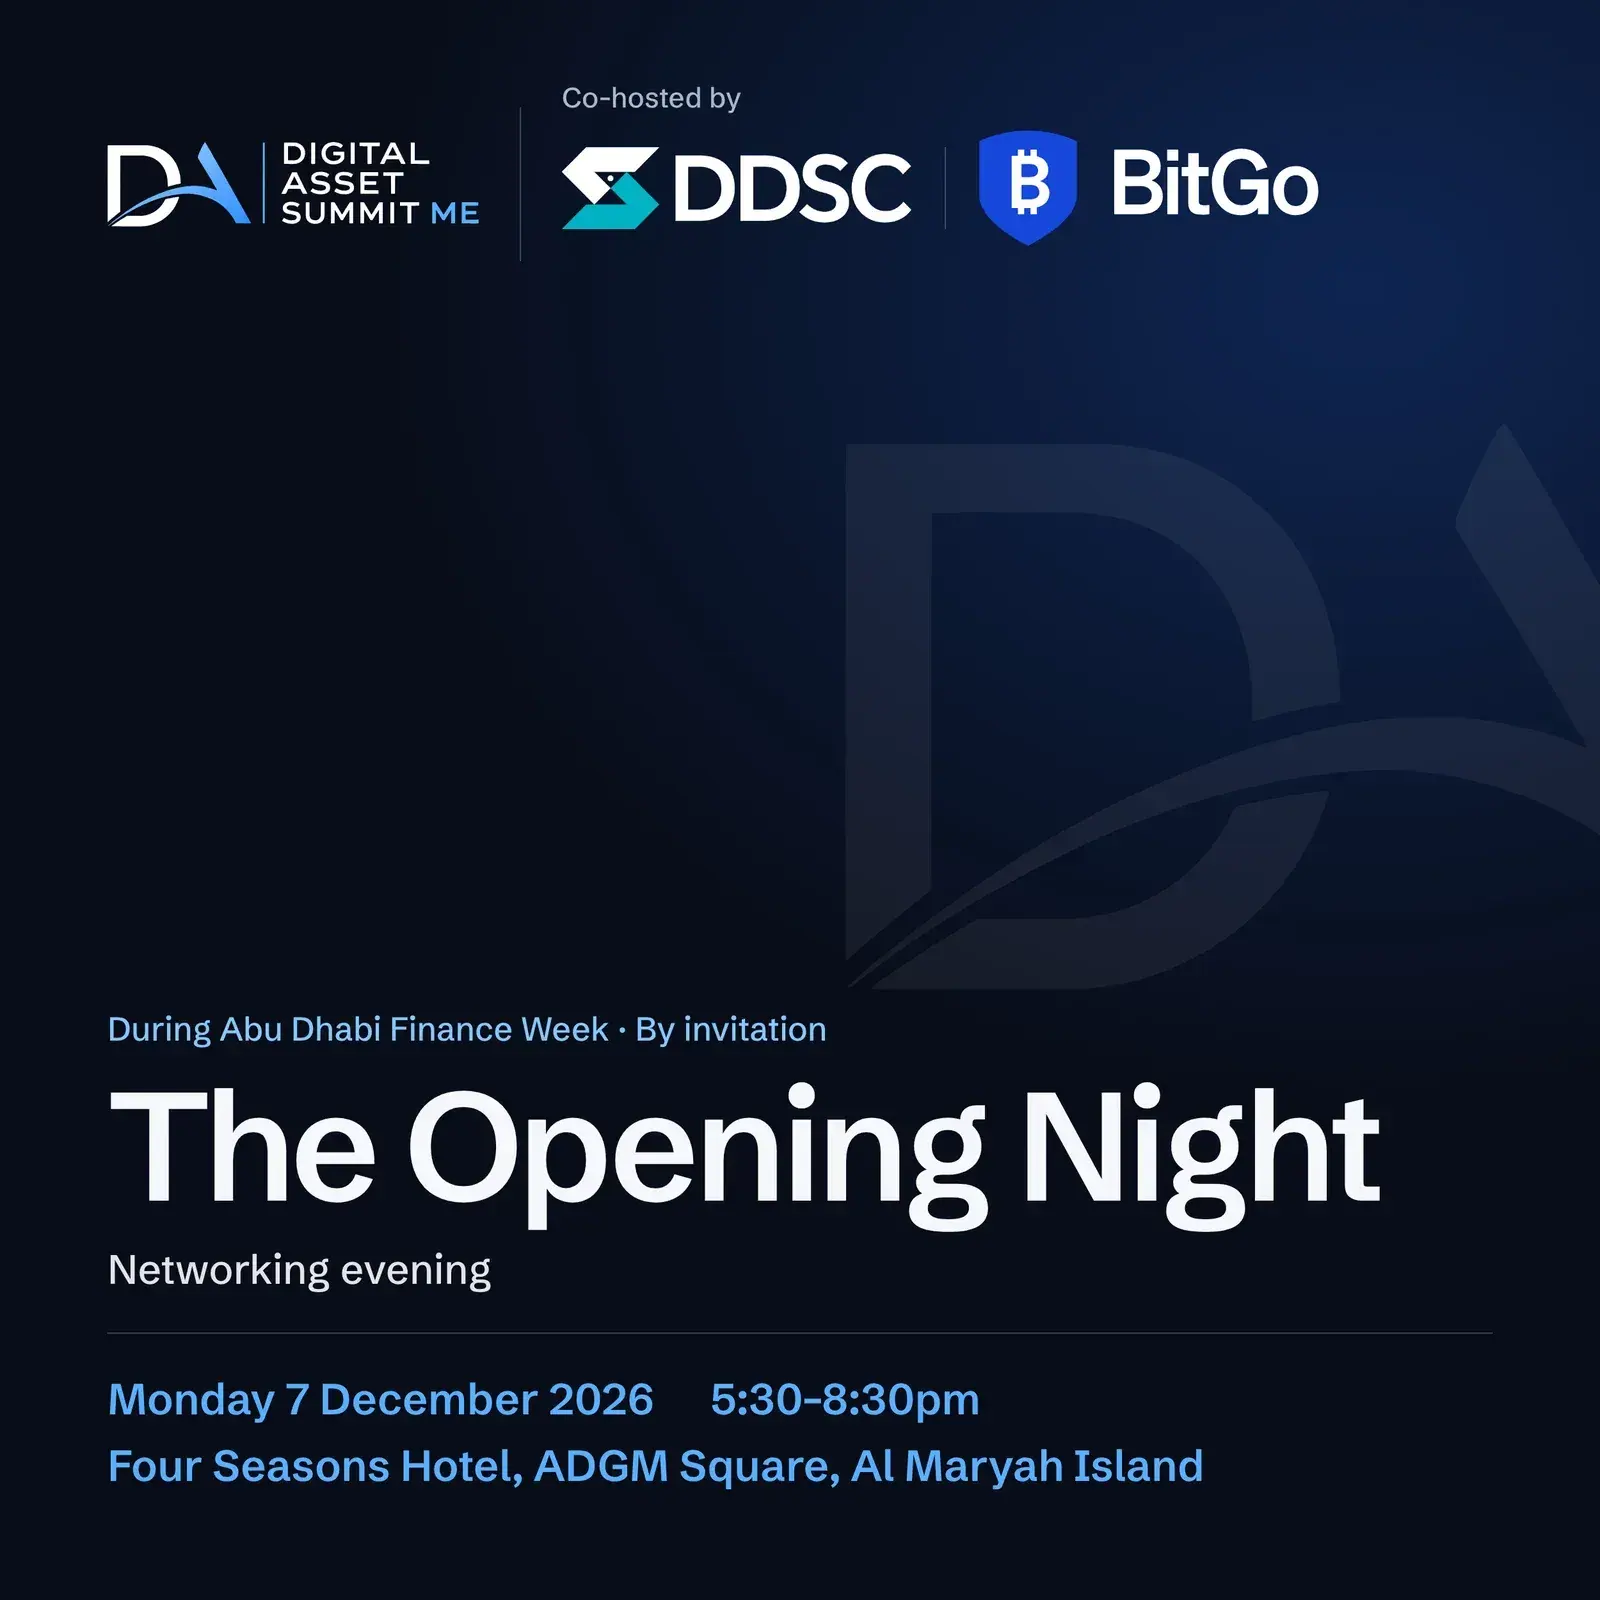 DIGITAL
ASSET
SUMMIT ME
Co-hosted by
DDSC
BitGo
During Abu Dhabi Finance Week · By invitation
The Opening Night
Networking evening
Monday 7 December 2026 5:30–8:30pm
Four Seasons Hotel, ADGM Square, Al Maryah Island